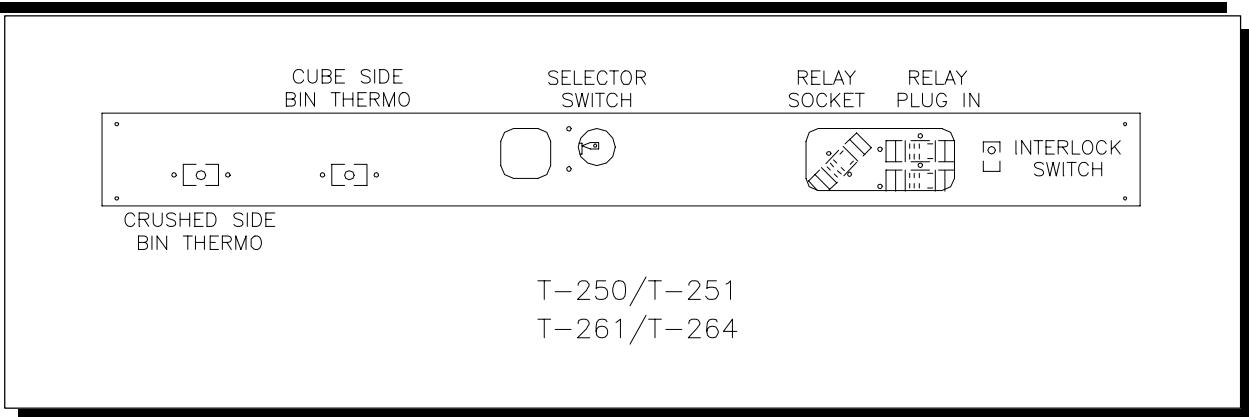 CUBE SIDE
BIN THERMO
SELECTOR
SWITCH
RELAY
SOCKET
RELAY
PLUG IN
INTERLOCK
SWITCH
CRUSHED SIDE
BIN THERMO
T-250/T-251
T-261/T-264